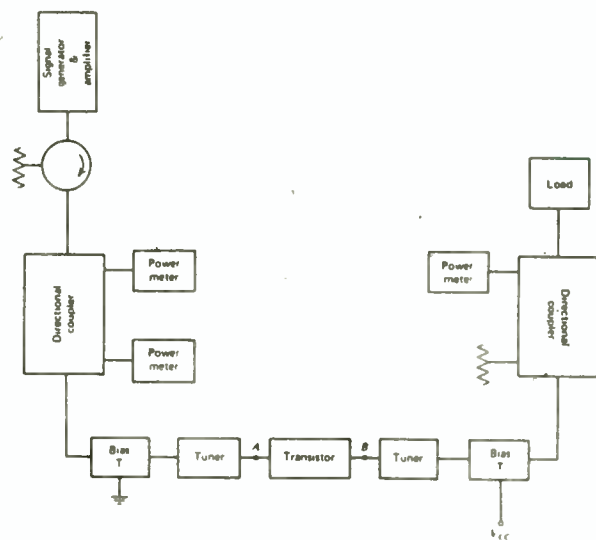 Signal
generator
&
amplifier
Load
Directional
coupler
Power
meter
Power
meter
Power
meter
Directional
coupler
Bias
T
Tuner
A
Transistor
B
Tuner
Bias
T